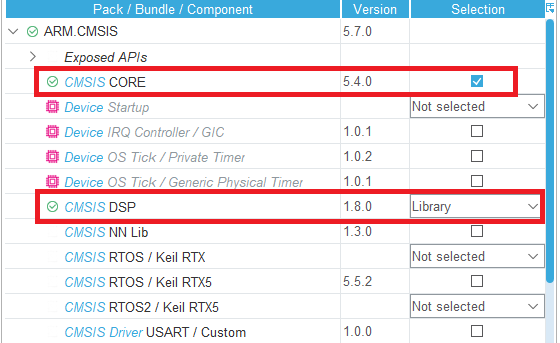 Pack / Bundle / Component Version Selection
ARM.CMSIS 5.7.0
Exposed APIs
CMSIS CORE 5.4.0
Device Startup Not selected
Device IRQ Controller / GIC 1.0.1
Device OS Tick / Private Timer 1.0.2
Device OS Tick / Generic Physical Timer 1.0.1
CMSIS DSP 1.8.0 Library
CMSIS NN Lib 1.3.0
CMSIS RTOS / Keil RTX Not selected
CMSIS RTOS / Keil RTX5 5.5.2
CMSIS RTOS2 / Keil RTX5 Not selected
CMSIS Driver USART / Custom 1.0.0